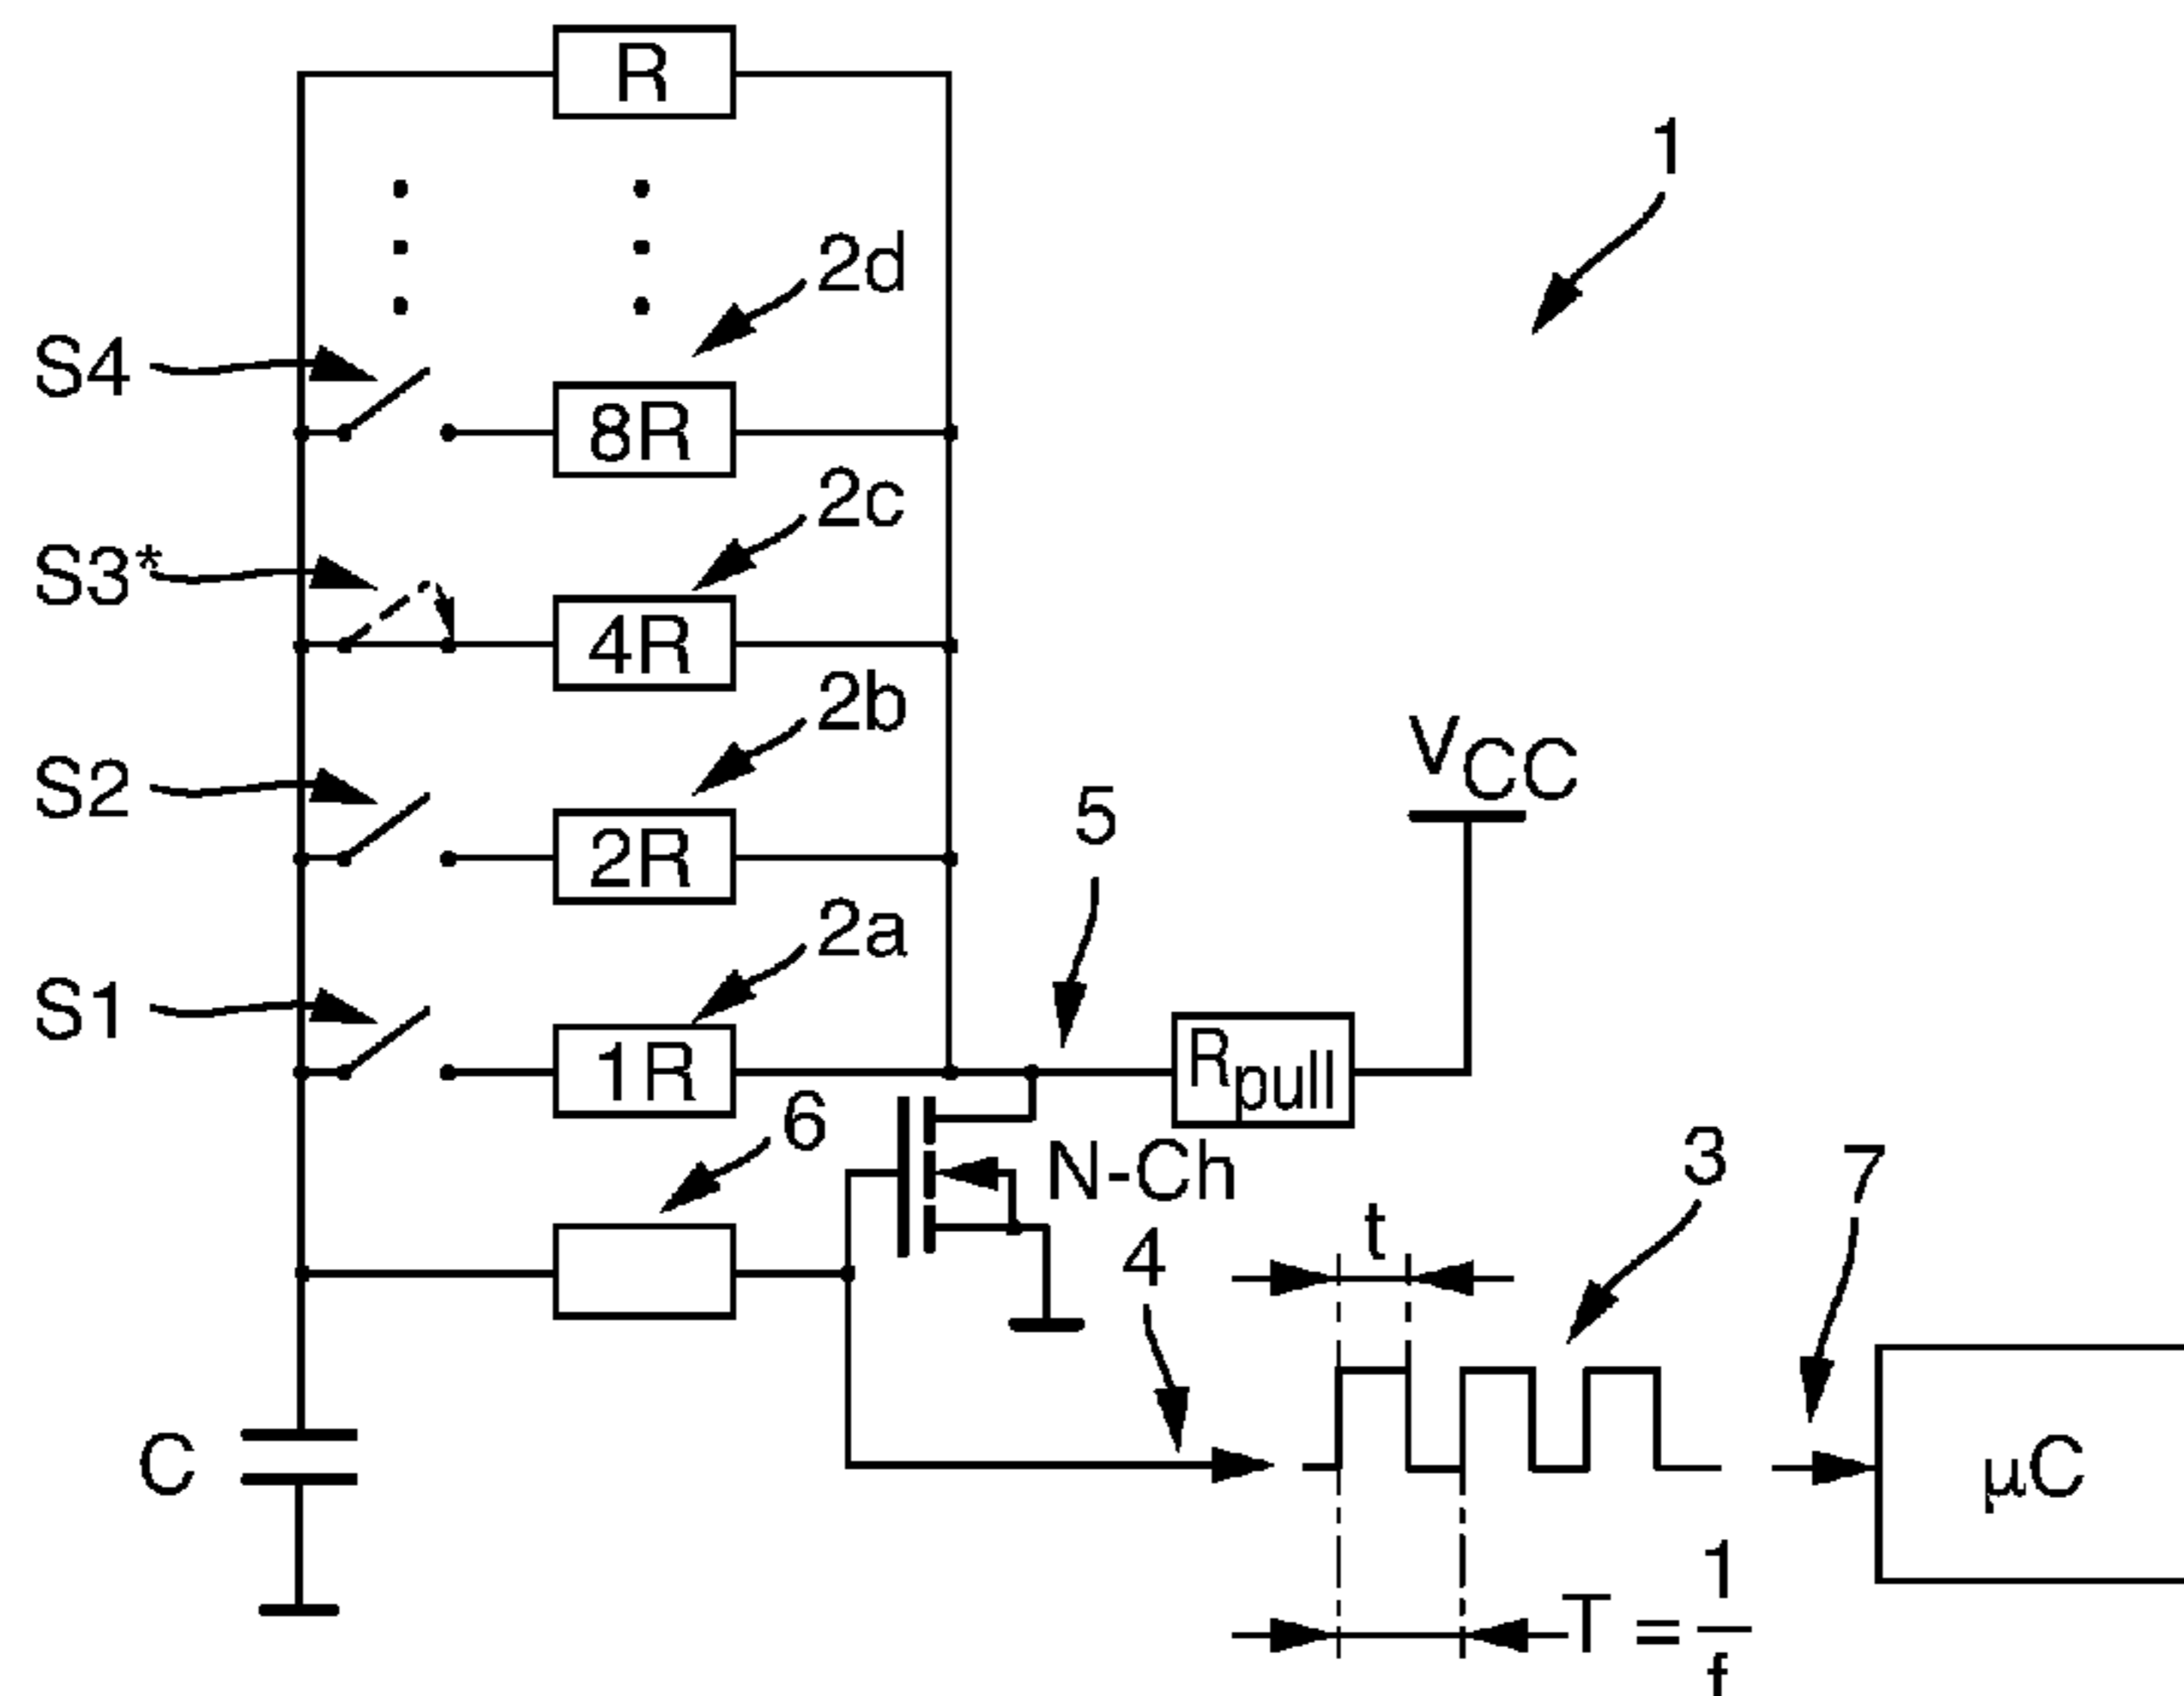 R
1
2d
S4
8R
2c
S3*
4R
2b
VCC
S2
2R
5
2a
S1
1R
Rpull
6
N-Ch
3
7
t
4
C
µC
T = 1/f